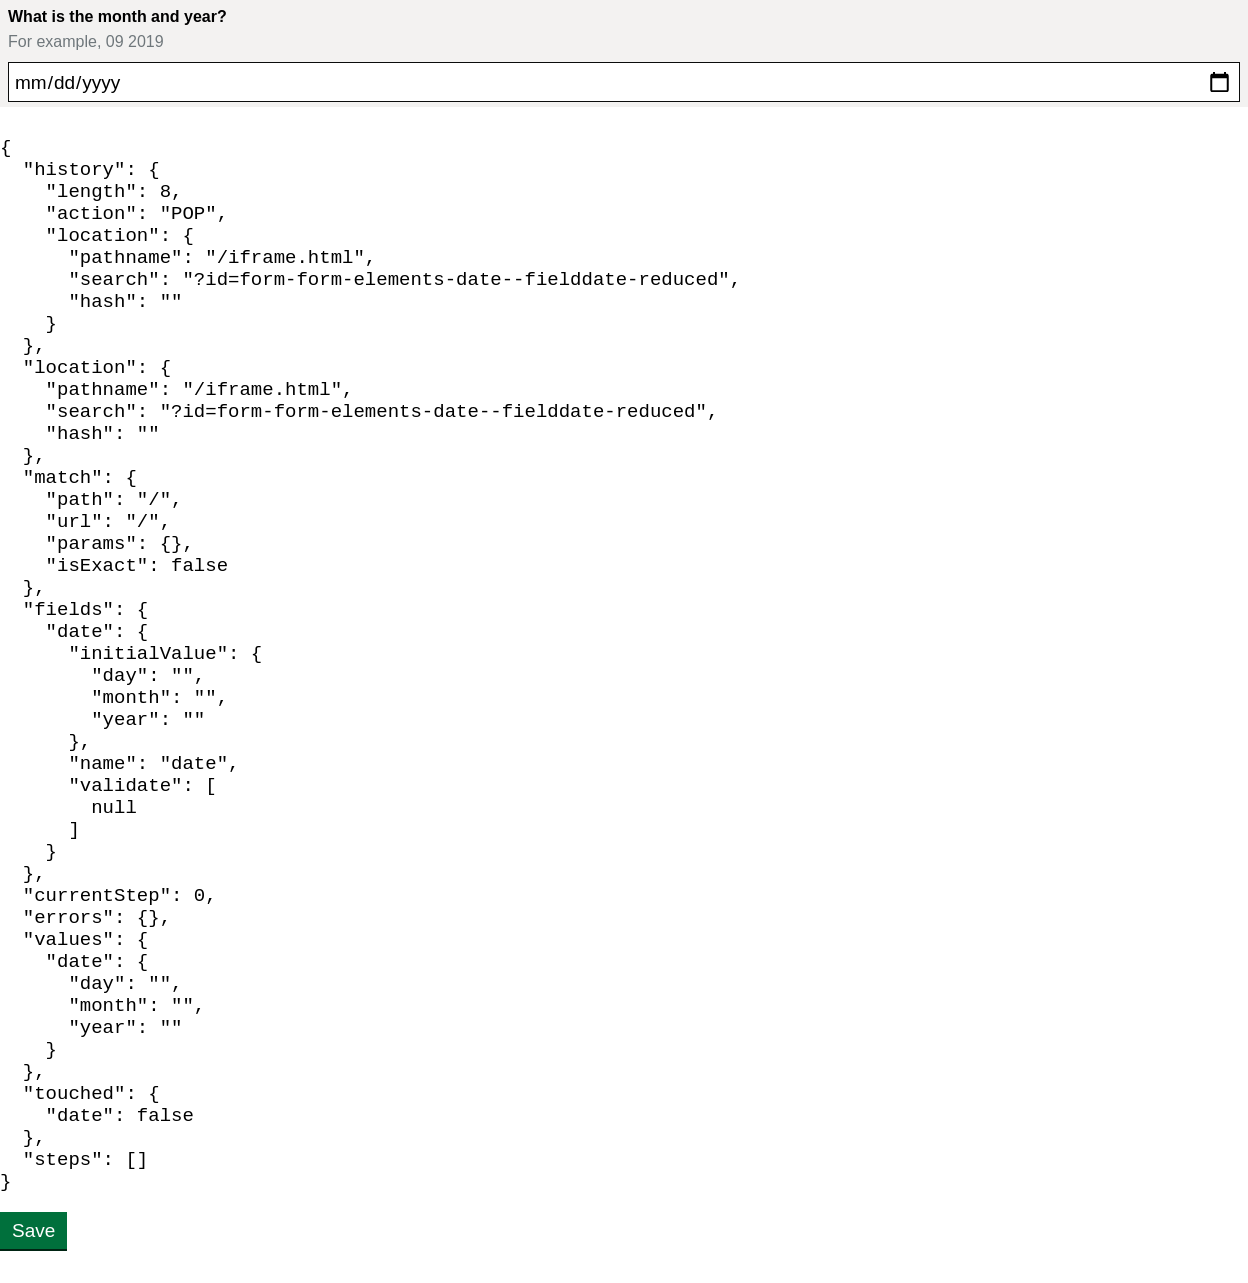 What is the month and year?
For example, 09 2019
mm/dd/yyyy
{
  "history": {
    "length": 8,
    "action": "POP",
    "location": {
      "pathname": "/iframe.html",
      "search": "?id=form-form-elements-date--fielddate-reduced",
      "hash": ""
    }
  },
  "location": {
    "pathname": "/iframe.html",
    "search": "?id=form-form-elements-date--fielddate-reduced",
    "hash": ""
  },
  "match": {
    "path": "/",
    "url": "/",
    "params": {},
    "isExact": false
  },
  "fields": {
    "date": {
      "initialValue": {
        "day": "",
        "month": "",
        "year": ""
      },
      "name": "date",
      "validate": [
        null
      ]
    }
  },
  "currentStep": 0,
  "errors": {},
  "values": {
    "date": {
      "day": "",
      "month": "",
      "year": ""
    }
  },
  "touched": {
    "date": false
  },
  "steps": []
}
Save